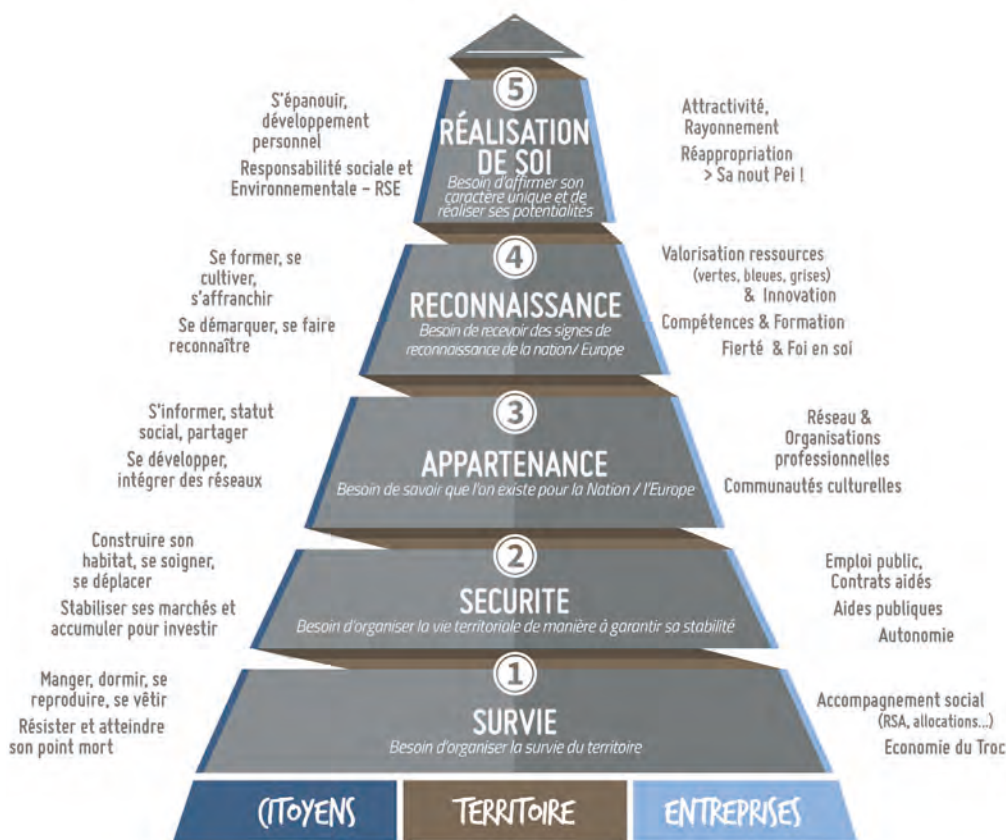 S'épanouir,
développement
personnel
Responsabilité sociale et
Environnementale – RSE
5
RÉALISATION
DE SOI
Besoin d'affirmer son
caractère unique et de
réaliser ses potentialités
Attractivité,
Rayonnement
Réappropriation
> Sa nout Pei !
Se former, se
cultiver,
s'affranchir
Se démarquer, se faire
reconnaître
4
RECONNAISSANCE
Besoin de recevoir des signes de
reconnaissance de la nation/ Europe
Valorisation ressources
(vertes, bleues, grises)
& Innovation
Compétences & Formation
Fierté & Foi en soi
S'informer, statut
social, partager
Se développer,
intégrer des réseaux
3
APPARTENANCE
Besoin de savoir que l'on existe pour la Nation / l'Europe
Réseau &
Organisations
professionnelles
Communautés culturelles
Construire son
habitat, se soigner,
se déplacer
Stabiliser ses marchés et
accumuler pour investir
2
SECURITE
Besoin d'organiser la vie territoriale de manière à garantir sa stabilité
Emploi public,
Contrats aidés
Aides publiques
Autonomie
Manger, dormir, se
reproduire, se vêtir
Résister et atteindre
son point mort
1
SURVIE
Besoin d'organiser la survie du territoire
Accompagnement social
(RSA, allocations...)
Economie du Troc
CITOYENS
TERRITOIRE
ENTREPRISES